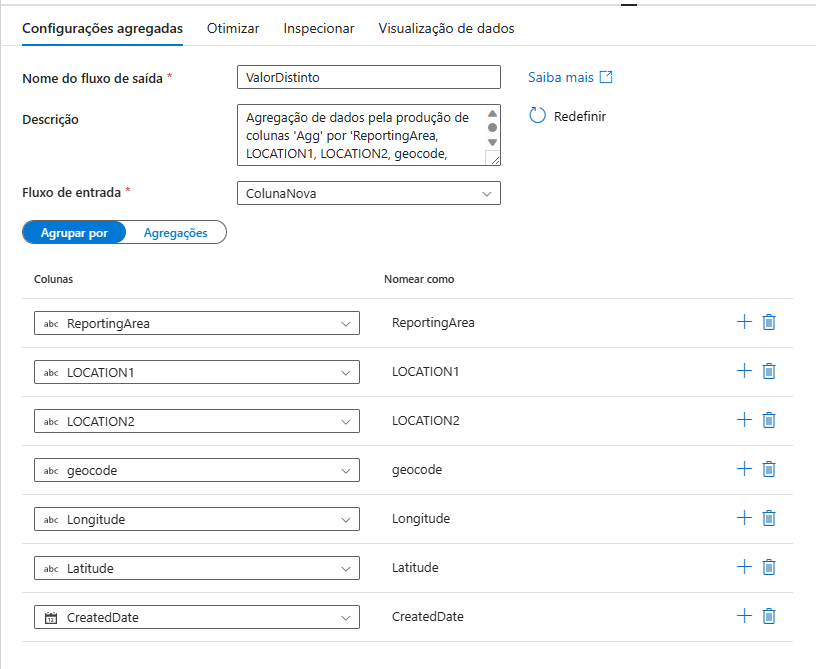 Configurações agregadas Otimizar Inspecionar Visualização de dados
Nome do fluxo de saída * ValorDistinto Saiba mais
Descrição Agregação de dados pela produção de
colunas 'Agg' por 'ReportingArea,
LOCATION1, LOCATION2, geocode,
Redefinir
Fluxo de entrada * ColunaNova
Agrupar por Agregações
Colunas Nomear como
abc ReportingArea ReportingArea
abc LOCATION1 LOCATION1
abc LOCATION2 LOCATION2
abc geocode geocode
abc Longitude Longitude
abc Latitude Latitude
CreatedDate CreatedDate